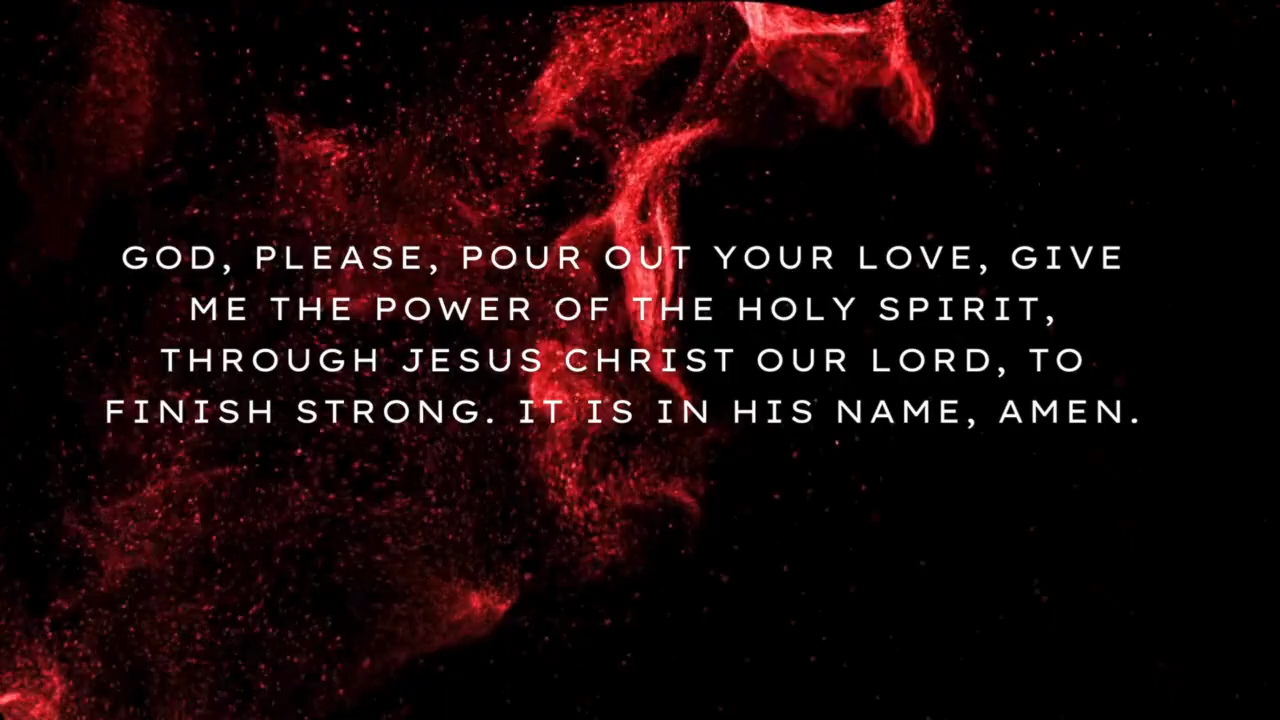 GOD, PLEASE, POUR OUT YOUR LOVE, GIVE
ME THE POWER OF THE HOLY SPIRIT,
THROUGH JESUS CHRIST OUR LORD, TO
FINISH STRONG. IT IS IN HIS NAME, AMEN.